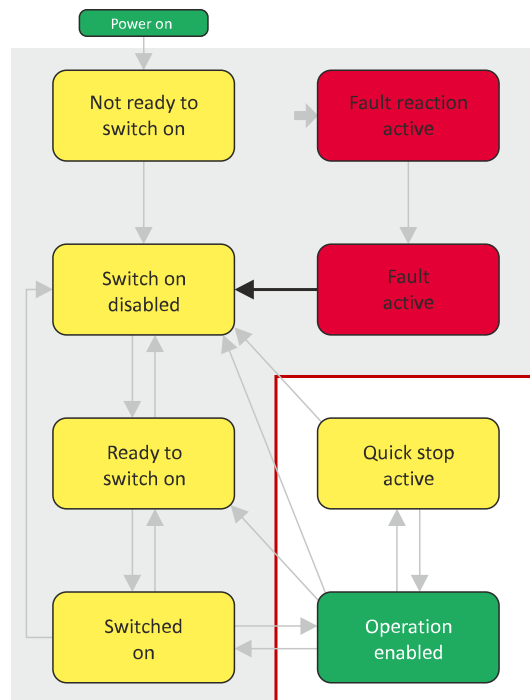 Power on
Not ready to
switch on
Fault reaction
active
Switch on
disabled
Fault
active
Ready to
switch on
Quick stop
active
Switched
on
Operation
enabled